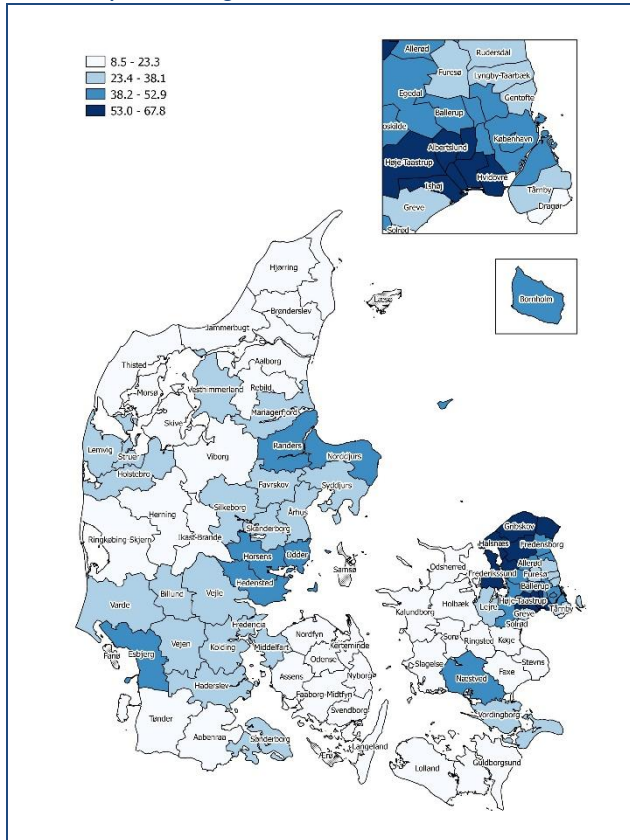 8.5 - 23.3
23.4 - 38.1
38.2 - 52.9
53.0 - 67.8
Allerød
Rudersdal
Furesø
Lyngby-Taarbæk
Egedal
Gentofte
Ballerup
oskilde
København
Albertslund
Høje-Taastrup
Hvidovre
Ishøj
Tårnby
Greve
Dragør
Solrød
Bornholm
Hjørring
Læsø
Brønderslev
Jammerbugt
Thisted
Aalborg
Morsø
Vesthimmerland
Rebild
Skive
Mariagerfjord
Lemvig
Struer
Randers
Norddjurs
Viborg
Holstebro
Favrskov
Syddjurs
Silkeborg
Århus
Herning
Skanderborg
Ringkøbing-Skjern
Ikast-Brande
Horsens
Odder
Samsø
Hedensted
Varde
Billund
Vejle
Fredericia
Middelfart
Esbjerg
Vejen
Kolding
Fanø
Haderslev
Tønder
Aabenraa
Sønderborg
Nordfyn
Kerteminde
Odense
Assens
Nyborg
Faaborg-Midtfyn
Svendborg
Langeland
Ærø
Gribskov
Halsnæs
Fredensborg
Allerød
Frederikssund
Furesø
Ballerup
Odsherred
Høje-Taastrup
Tårnby
Kalundborg
Holbæk
Lejre
Greve
Solrød
Sorø
Ringsted
Køge
Slagelse
Stevns
Næstved
Faxe
Vordingborg
Lolland
Guldborgsund